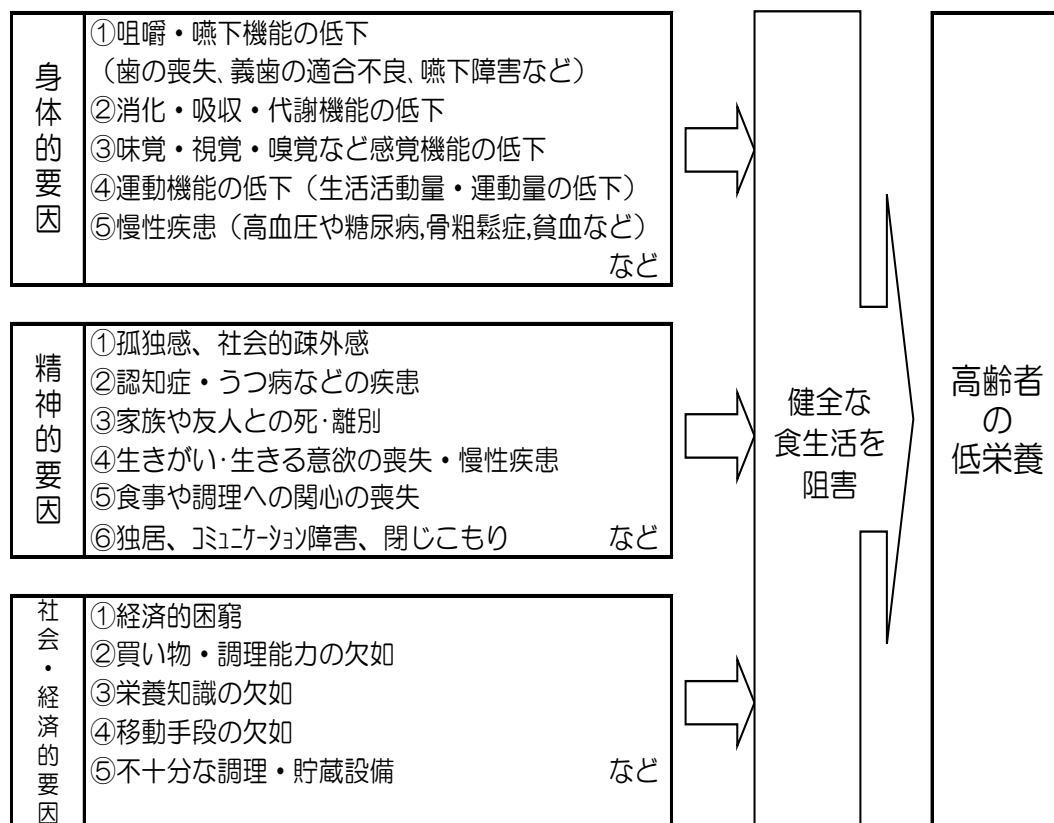 身体的要因
①咀嚼・嚥下機能の低下
（歯の喪失、義歯の適合不良、嚥下障害など）
②消化・吸収・代謝機能の低下
③味覚・視覚・嗅覚など感覚機能の低下
④運動機能の低下（生活活動量・運動量の低下）
⑤慢性疾患（高血圧や糖尿病,骨粗鬆症,貧血など）
など
精神的要因
①孤独感、社会的疎外感
②認知症・うつ病などの疾患
③家族や友人との死･離別
④生きがい･生きる意欲の喪失・慢性疾患
⑤食事や調理への関心の喪失
⑥独居、ｺﾐｭﾆｹｰｼｮﾝ障害、閉じこもり　など
社会・経済的要因
①経済的困窮
②買い物・調理能力の欠如
③栄養知識の欠如
④移動手段の欠如
⑤不十分な調理・貯蔵設備　など
健全な
食生活を
阻害
高齢者
の
低栄養